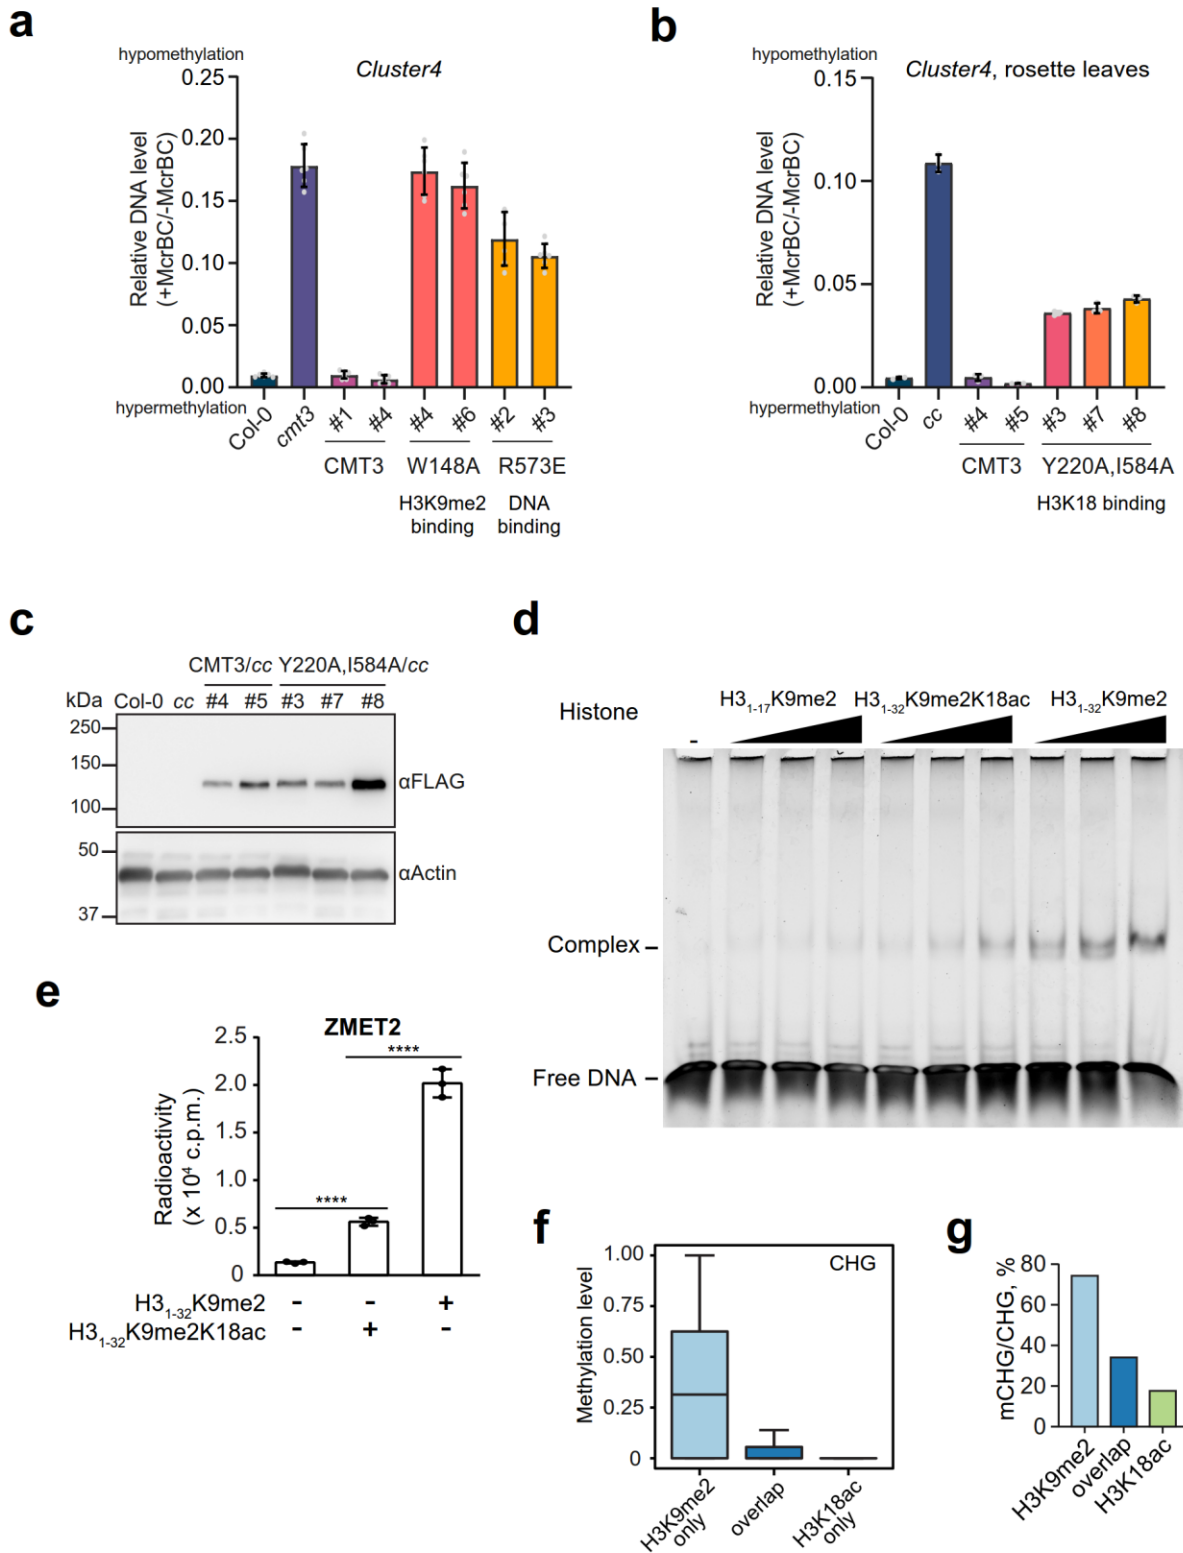 a
hypomethylation
Cluster4
0.25
0.20
0.15
0.10
0.05
0.00
Relative DNA level
(+McrBC/-McrBC)
hypermethylation
Col-0
cmt3
#1
#4
#4
#6
#2
#3
CMT3
W148A
R573E
H3K9me2
binding
DNA
binding
b
hypomethylation
Cluster4, rosette leaves
0.15
0.10
0.05
0.00
Relative DNA level
(+McrBC/-McrBC)
hypermethylation
Col-0
cc
#4
#5
#3
#7
#8
CMT3
Y220A,I584A
H3K18 binding
c
CMT3/cc Y220A,I584A/cc
kDa Col-0 cc #4 #5 #3 #7 #8
250
150
100
αFLAG
50
37
αActin
d
Histone
- H3₁₋₁₇K9me2 H3₁₋₃₂K9me2K18ac H3₁₋₃₂K9me2
Complex
Free DNA
e
ZMET2
2.5
2.0
1.5
1.0
0.5
0
Radioactivity
(x 10⁴ c.p.m.)
****
****
H3₁₋₃₂K9me2 - - +
H3₁₋₃₂K9me2K18ac - + -
f
CHG
1.00
0.75
0.50
0.25
0
Methylation level
H3K9me2
only
overlap
H3K18ac
only
g
80
60
40
20
0
mCHG/CHG, %
H3K9me2
overlap
H3K18ac